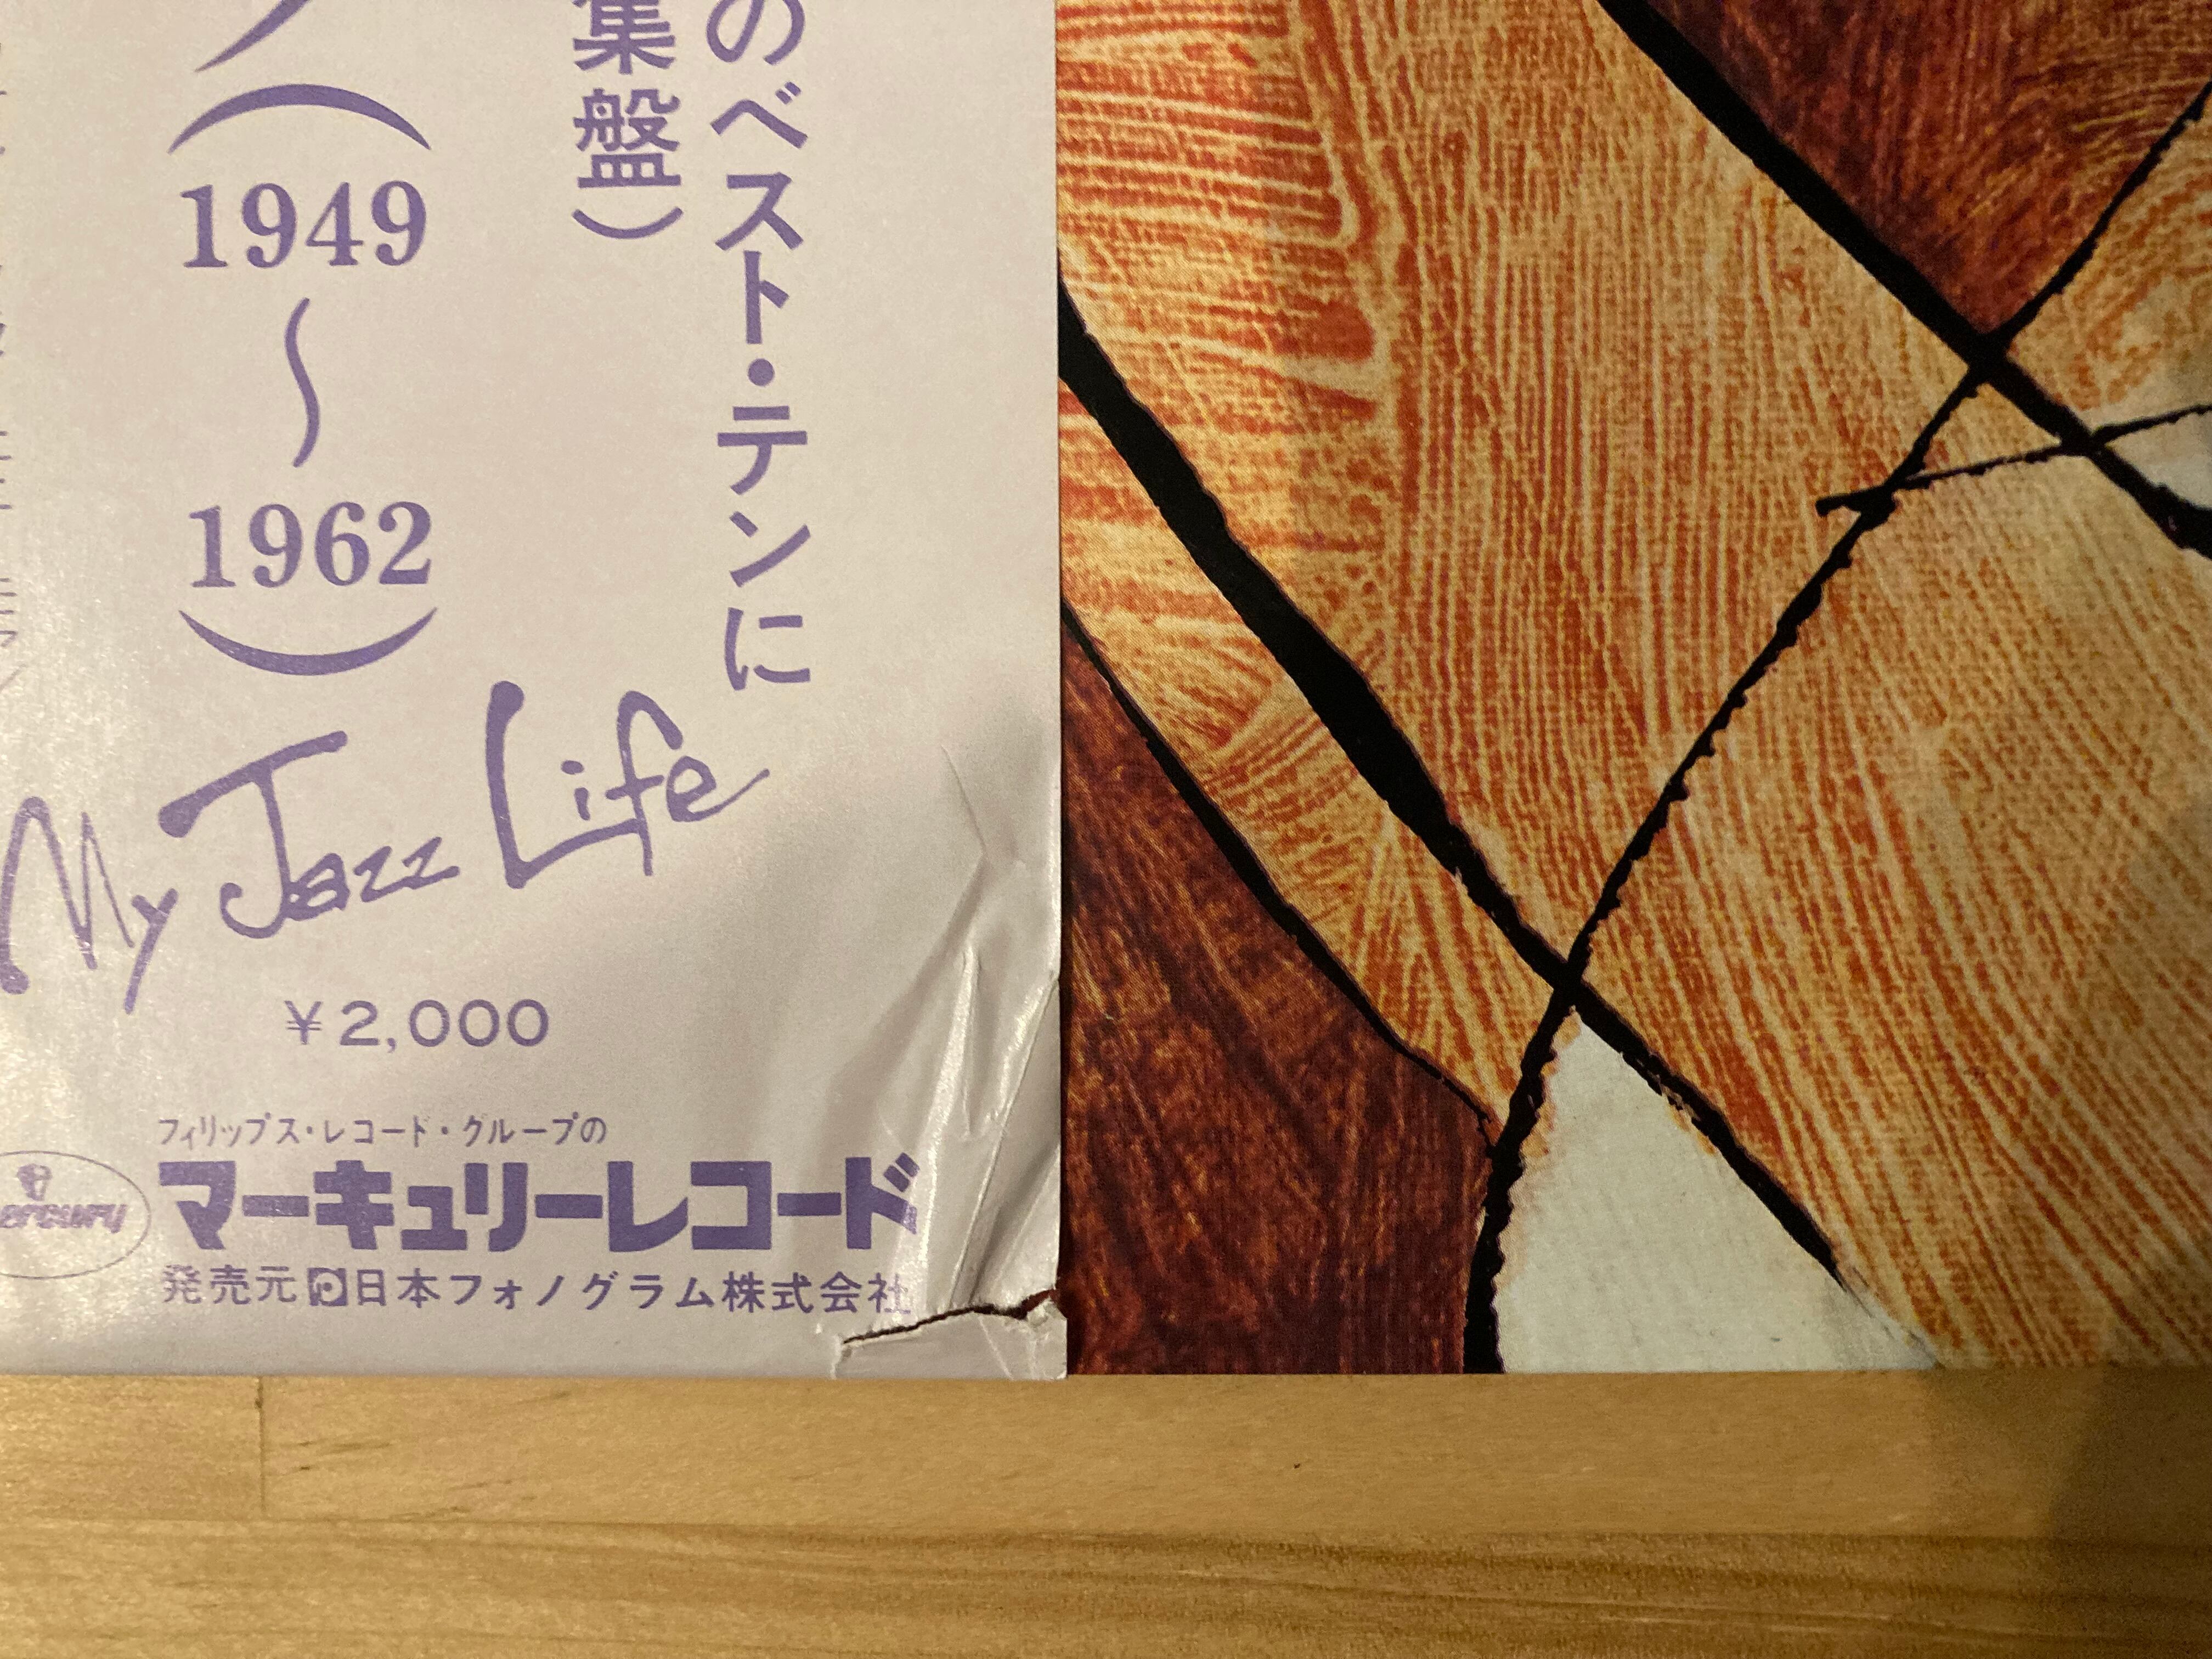 のベスト・テンに
集盤）
ノ（1949〜1962）
My Jazz Life
¥2,000
フィリップス・レコード・グループの
マーキュリーレコード
発売元 日本フォノグラム株式会社